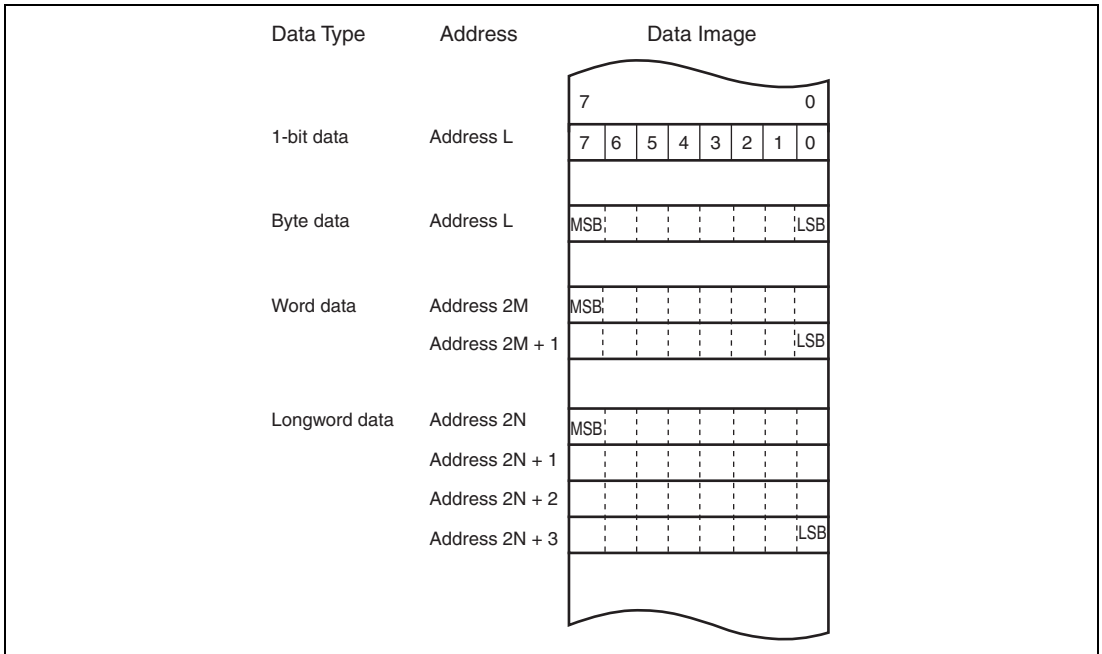 Data Type Address Data Image
7 0
1-bit data Address L 7 6 5 4 3 2 1 0
Byte data Address L MSB LSB
Word data Address 2M MSB
Address 2M + 1 LSB
Longword data Address 2N MSB
Address 2N + 1
Address 2N + 2
Address 2N + 3 LSB